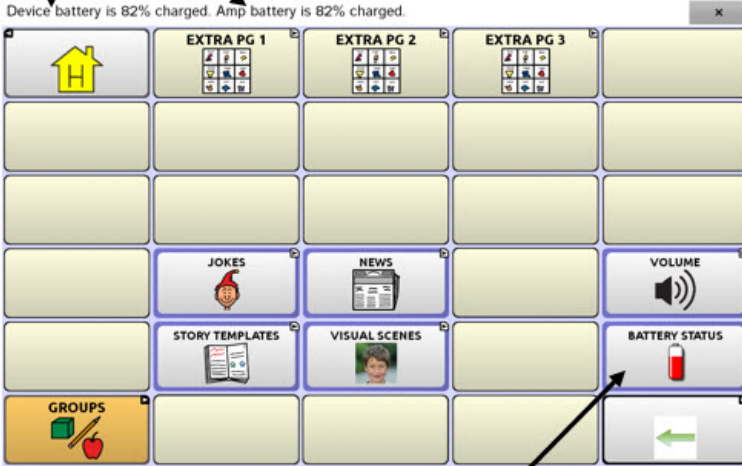 Device battery is 82% charged. Amp battery is 82% charged.
×
EXTRA PG 1
EXTRA PG 2
EXTRA PG 3
H
JOKES
NEWS
VOLUME
STORY TEMPLATES
VISUAL SCENES
BATTERY STATUS
GROUPS